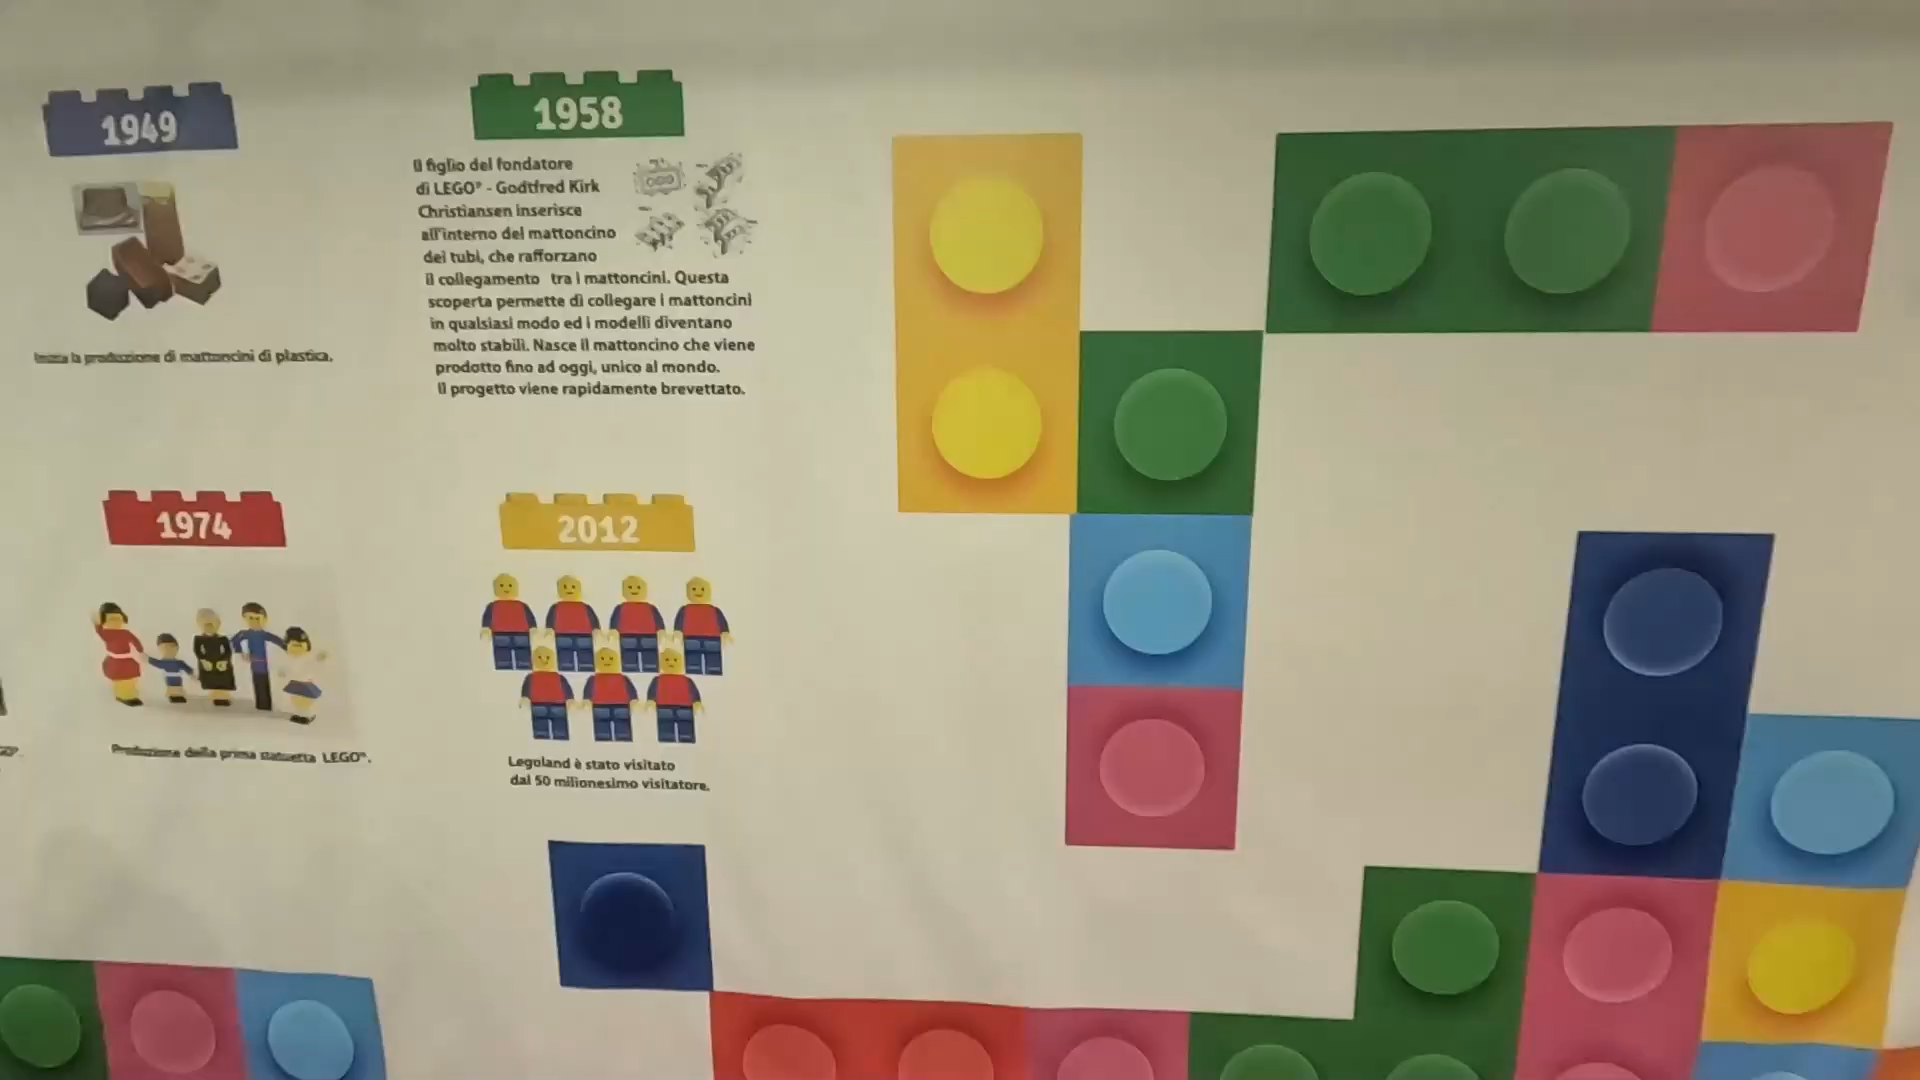 1949
Inizia la produzione di mattoncini di plastica.
1958
Il figlio del fondatore
di LEGO® - Godtfred Kirk
Christiansen inserisce
all'interno del mattoncino
dei tubi, che rafforzano
il collegamento tra i mattoncini. Questa
scoperta permette di collegare i mattoncini
in qualsiasi modo ed i modelli diventano
molto stabili. Nasce il mattoncino che viene
prodotto fino ad oggi, unico al mondo.
Il progetto viene rapidamente brevettato.
1974
Produzione della prima statuetta LEGO®.
2012
Legoland è stato visitato
dal 50 milionesimo visitatore.